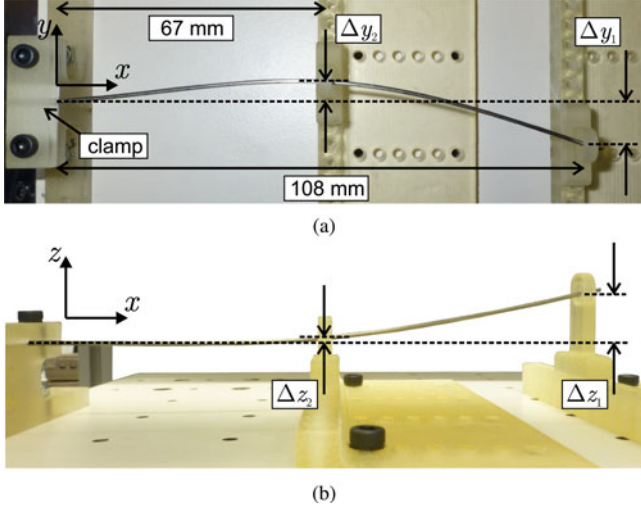 y
67 mm
Δy₂
Δy₁
x
clamp
108 mm
(a)
z
x
Δz₂
Δz₁
(b)